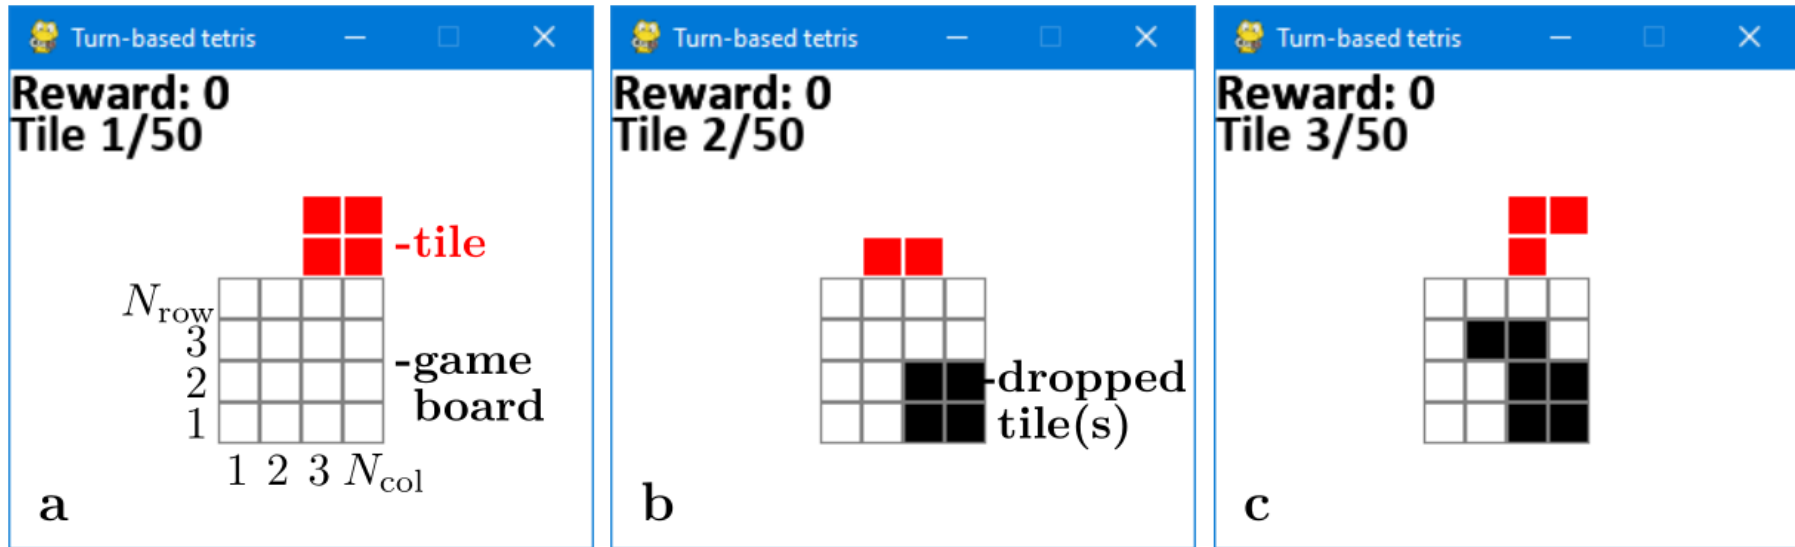 Turn-based tetris
Reward: 0
Tile 1/50
-tile
N_row
3
2
1
-game
board
1 2 3 N_col
a
Turn-based tetris
Reward: 0
Tile 2/50
-dropped
tile(s)
b
Turn-based tetris
Reward: 0
Tile 3/50
c